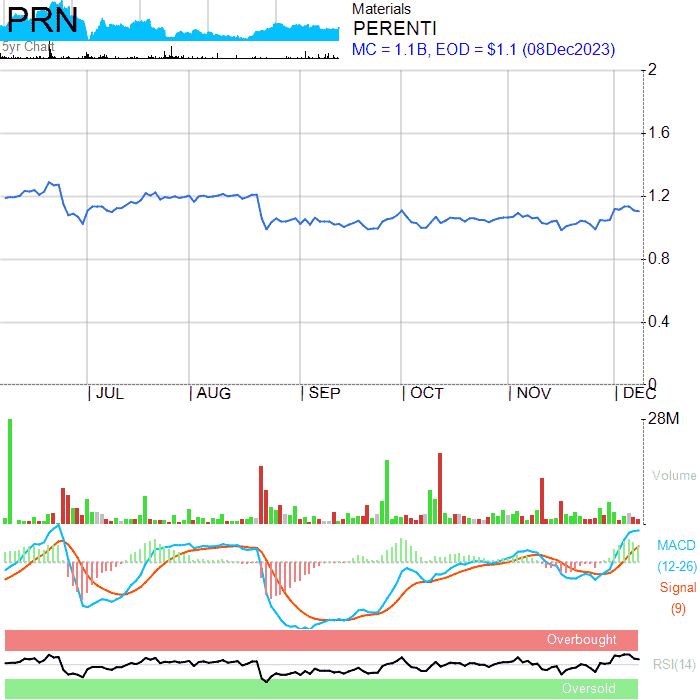 PRN
5yr Chart
Materials
PERENTI
MC = 1.1B, EOD = $1.1 (08Dec2023)
2
1.6
1.2
0.8
0.4
0
JUL AUG SEP OCT NOV DEC
28M
Volume
MACD
(12-26)
Signal
(9)
Overbought
RSI(14)
Oversold